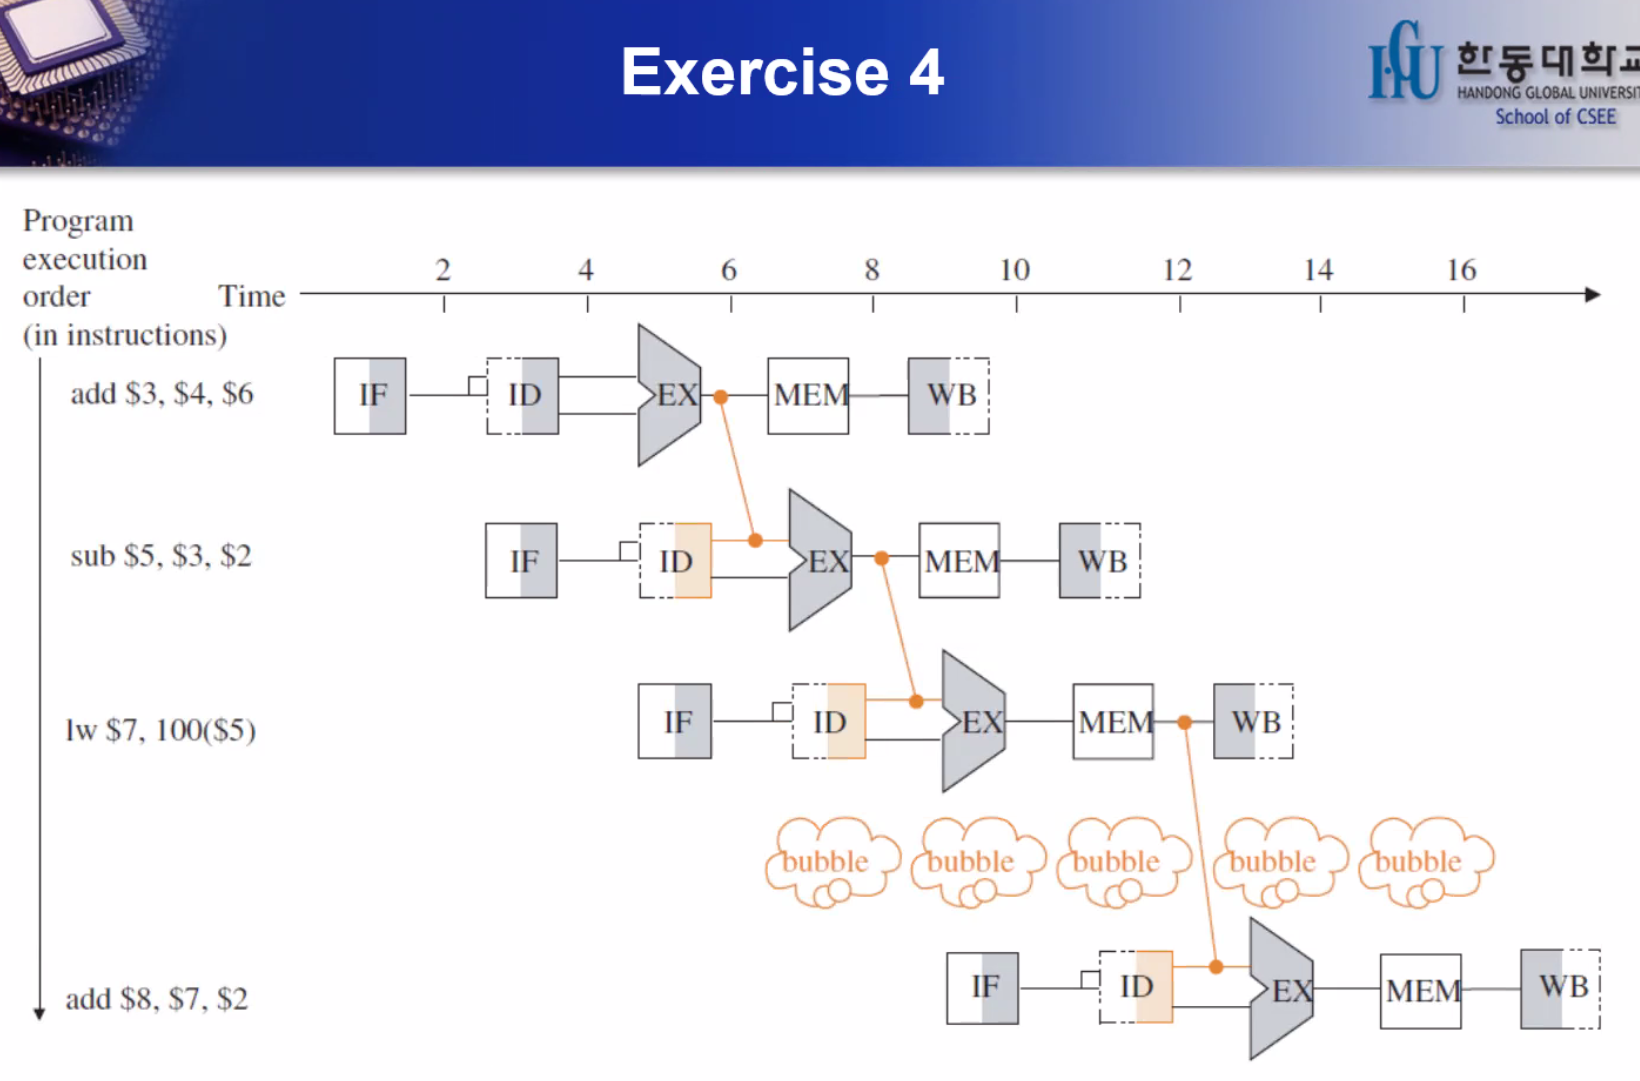 Exercise 4
한동대학교
HANDONG GLOBAL UNIVERSIT
School of CSEE
Program
execution
order
(in instructions)
Time
2 4 6 8 10 12 14 16
add $3, $4, $6
IF ID EX MEM WB
sub $5, $3, $2
IF ID EX MEM WB
lw $7, 100($5)
IF ID EX MEM WB
bubble bubble bubble bubble bubble
add $8, $7, $2
IF ID EX MEM WB